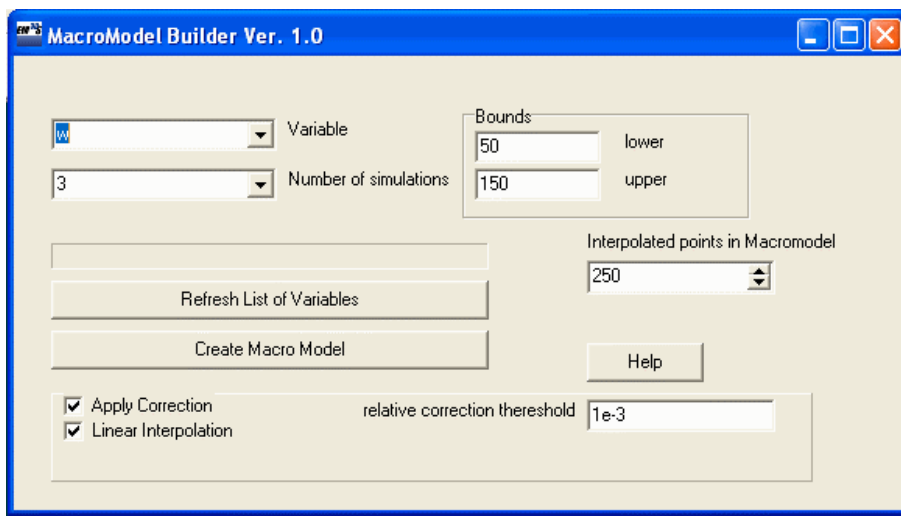 MacroModel Builder Ver. 1.0
w
Variable
3
Number of simulations
Bounds
50
lower
150
upper
Interpolated points in Macromodel
250
Refresh List of Variables
Create Macro Model
Help
Apply Correction
Linear Interpolation
relative correction thereshold
1e-3